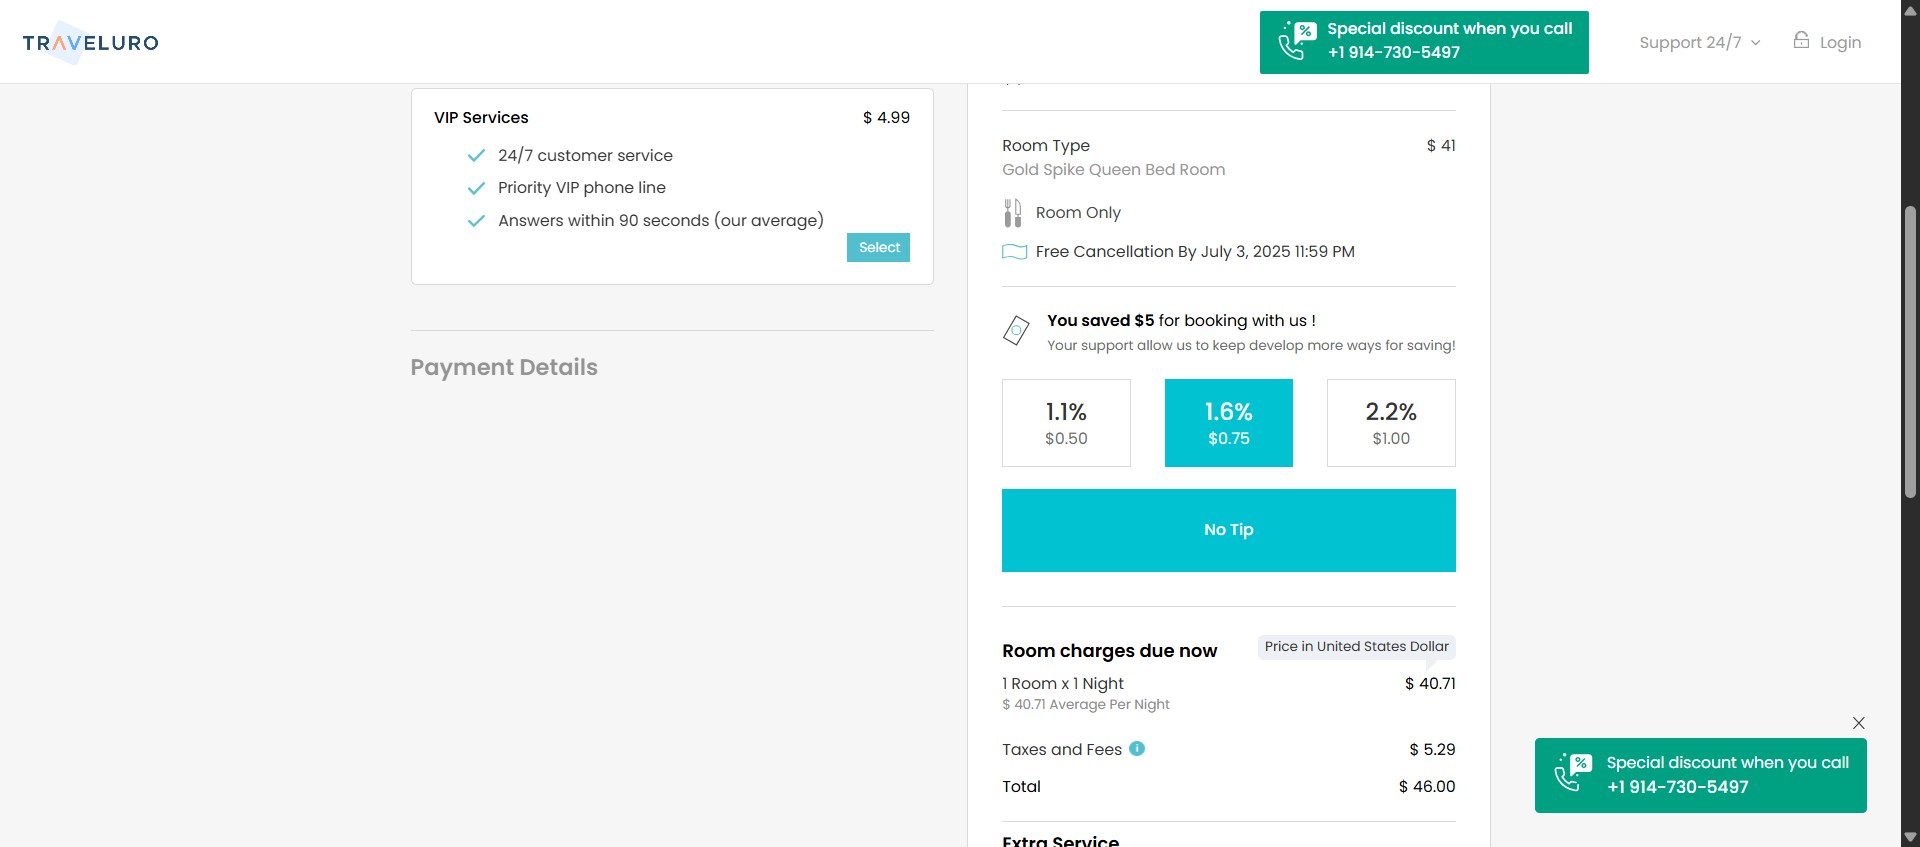 TRAVELURO
Special discount when you call
+1 914-730-5497
Support 24/7
Login
VIP Services
$ 4.99
24/7 customer service
Priority VIP phone line
Answers within 90 seconds (our average)
Select
Payment Details
Room Type
$ 41
Gold Spike Queen Bed Room
Room Only
Free Cancellation By July 3, 2025 11:59 PM
You saved $5 for booking with us !
Your support allow us to keep develop more ways for saving!
1.1%
$0.50
1.6%
$0.75
2.2%
$1.00
No Tip
Room charges due now
Price in United States Dollar
1 Room x 1 Night
$ 40.71
$ 40.71 Average Per Night
Taxes and Fees
$ 5.29
Total
$ 46.00
Extra Service
Special discount when you call
+1 914-730-5497